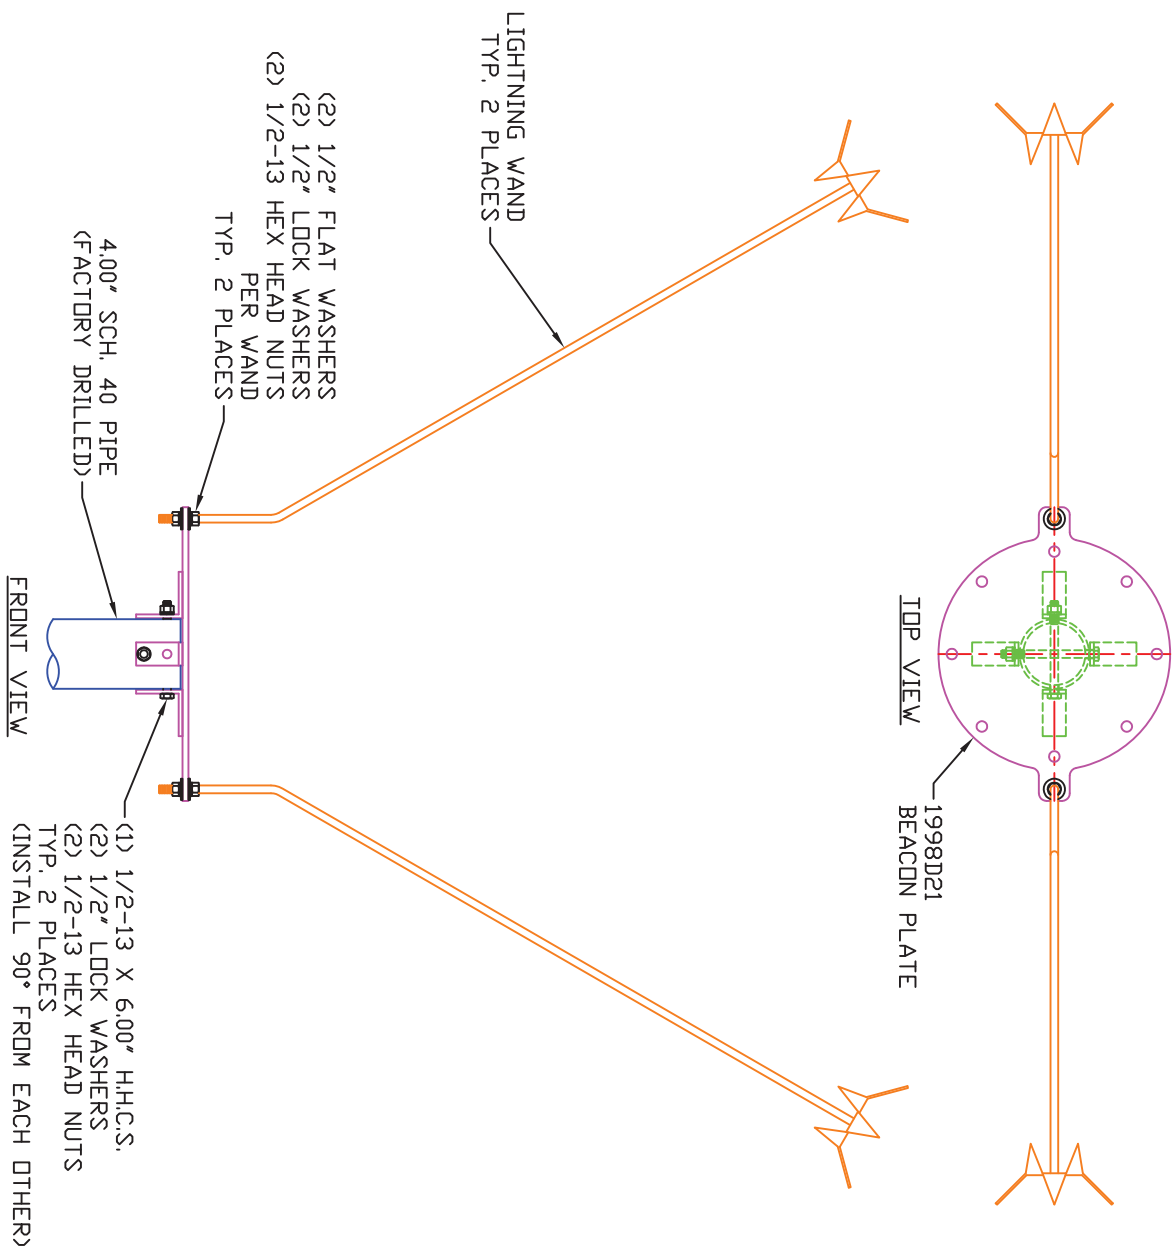 TOP VIEW
1998D21
BEACON PLATE
LIGHTNING WAND
TYP. 2 PLACES
(2) 1/2" FLAT WASHERS
(2) 1/2" LOCK WASHERS
(2) 1/2-13 HEX HEAD NUTS
PER WAND
TYP. 2 PLACES
4.00" SCH. 40 PIPE
(FACTORY DRILLED)
(1) 1/2-13 X 6.00" H.H.C.S.
(2) 1/2" LOCK WASHERS
(2) 1/2-13 HEX HEAD NUTS
TYP. 2 PLACES
(INSTALL 90° FROM EACH OTHER)
FRONT VIEW